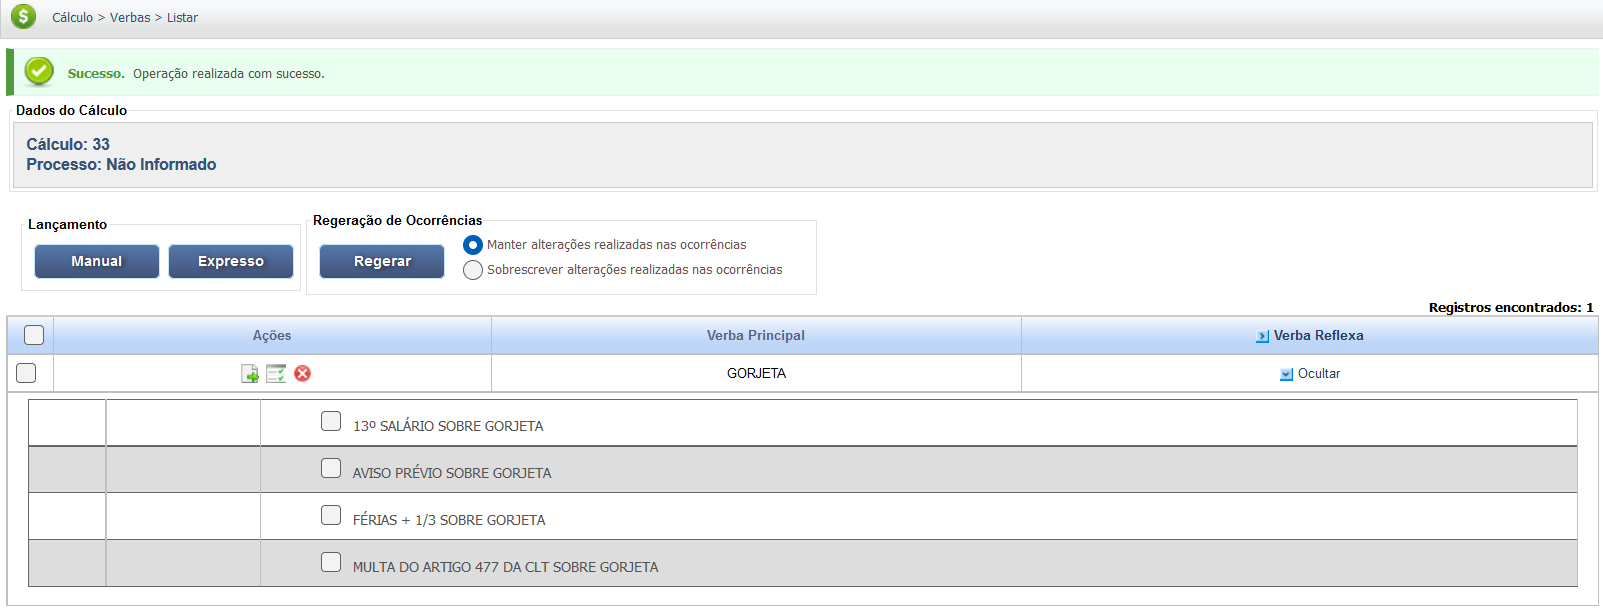 Cálculo > Verbas > Listar
Sucesso. Operação realizada com sucesso.
Dados do Cálculo
Cálculo: 33
Processo: Não Informado
Lançamento
Manual
Expresso
Regeração de Ocorrências
Regerar
Manter alterações realizadas nas ocorrências
Sobrescrever alterações realizadas nas ocorrências
Registros encontrados: 1
Ações Verba Principal Verba Reflexa
GORJETA Ocultar
13º SALÁRIO SOBRE GORJETA
AVISO PRÉVIO SOBRE GORJETA
FÉRIAS + 1/3 SOBRE GORJETA
MULTA DO ARTIGO 477 DA CLT SOBRE GORJETA